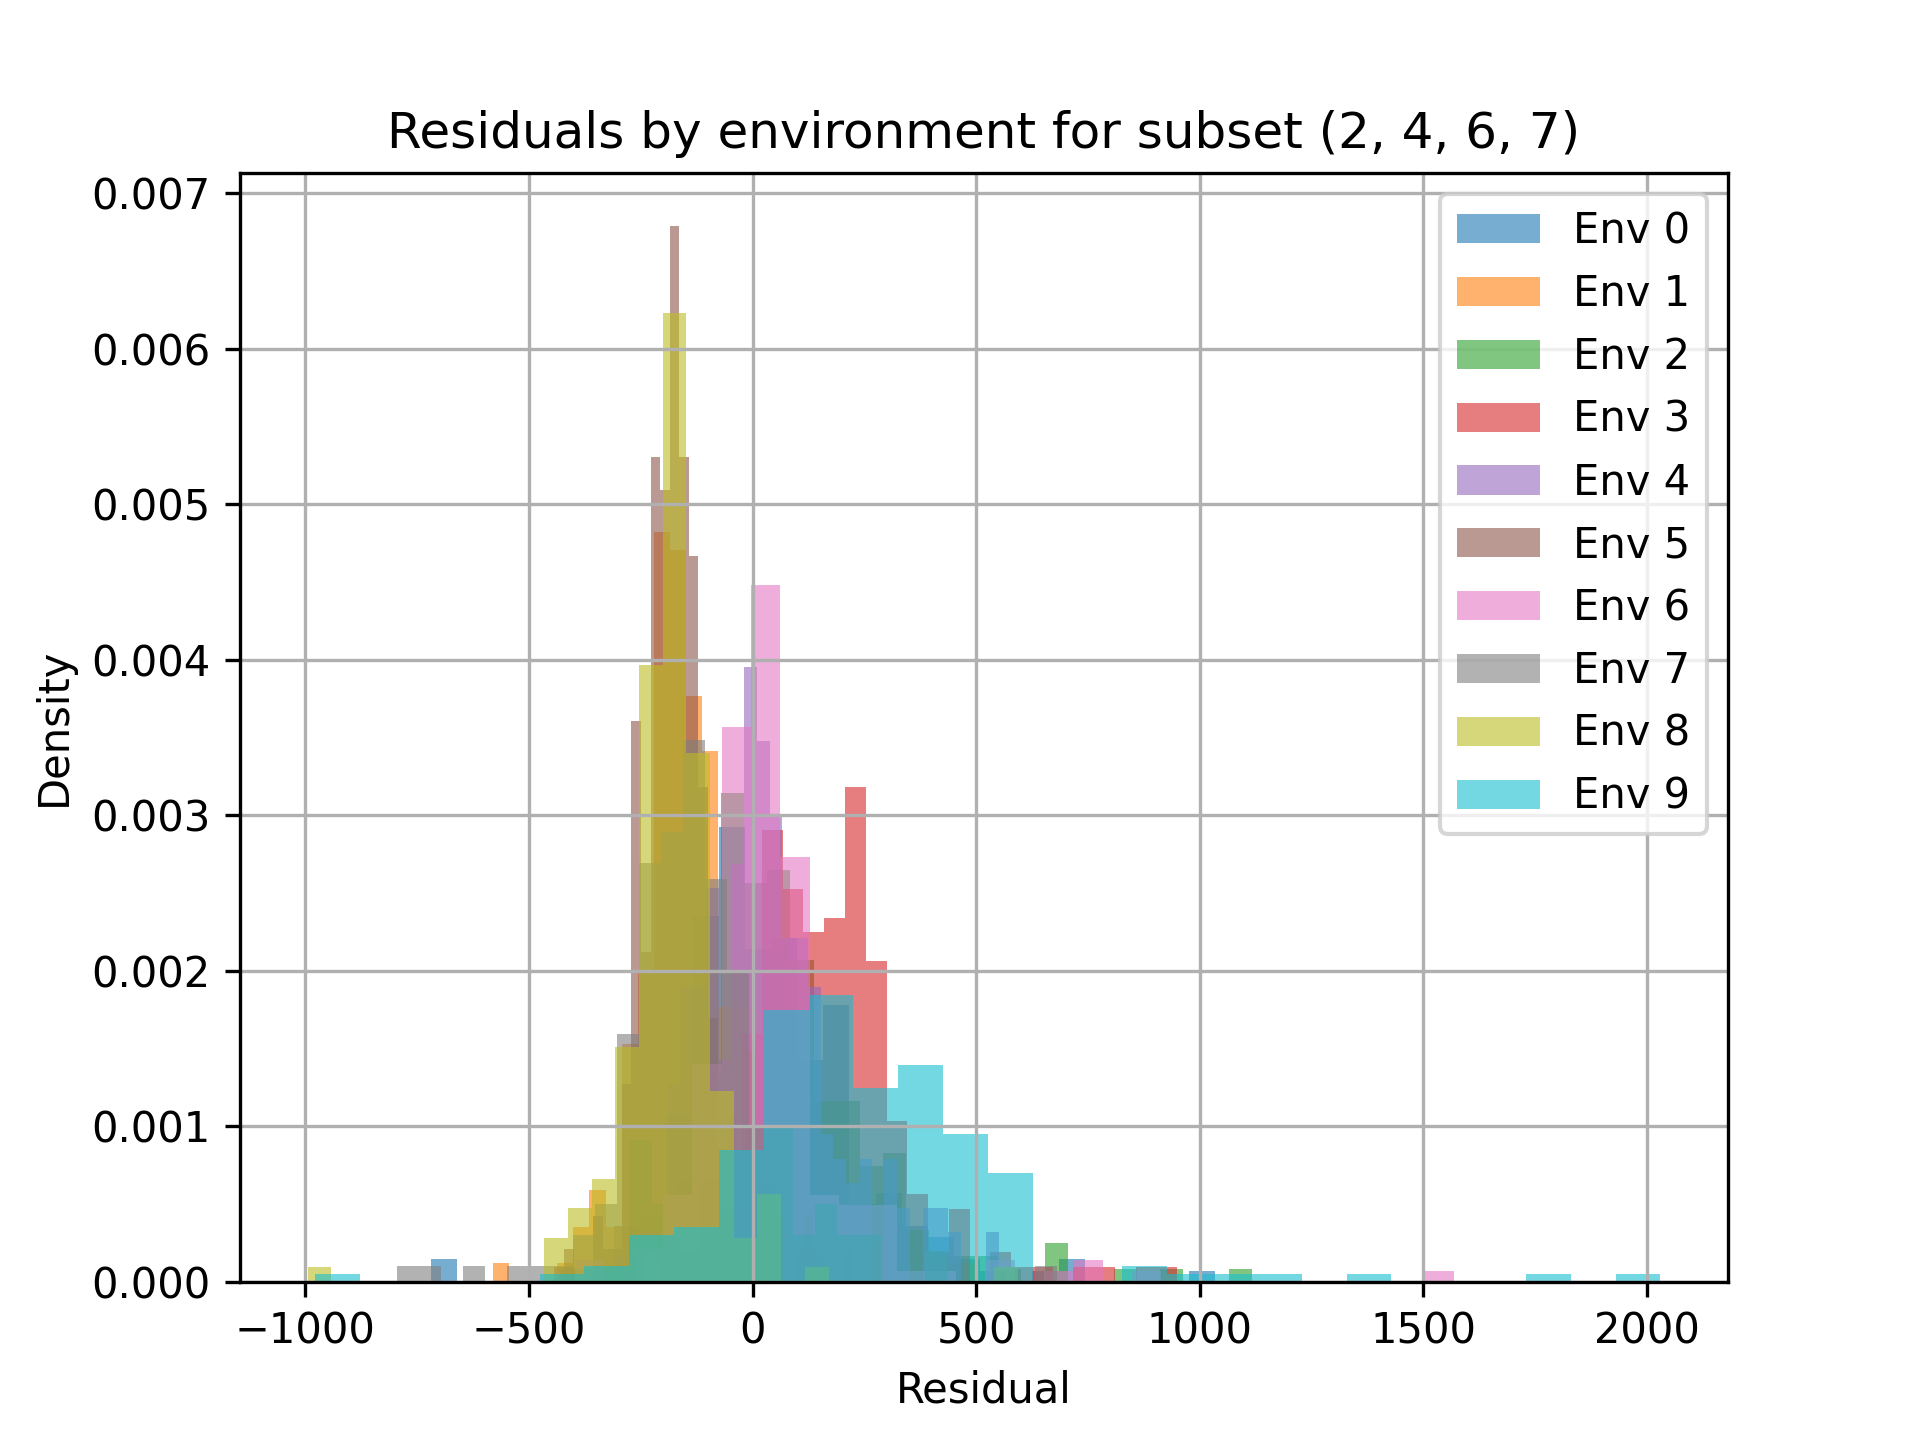 Residuals by environment for subset (2, 4, 6, 7)
0.007
0.006
0.005
0.004
0.003
0.002
0.001
0.000
Density
−1000
−500
0
500
1000
1500
2000
Residual
Env 0
Env 1
Env 2
Env 3
Env 4
Env 5
Env 6
Env 7
Env 8
Env 9